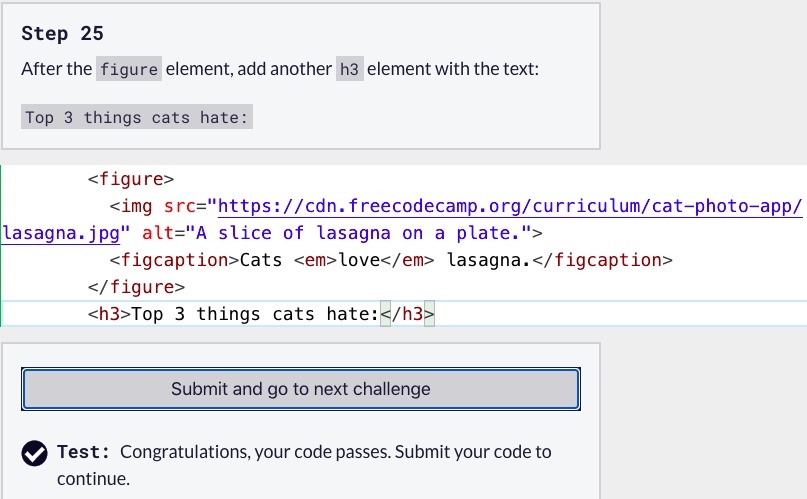 Step 25
After the figure element, add another h3 element with the text:
Top 3 things cats hate:
<figure>
<img src="https://cdn.freecodecamp.org/curriculum/cat-photo-app/
lasagna.jpg" alt="A slice of lasagna on a plate.">
<figcaption>Cats <em>love</em> lasagna.</figcaption>
</figure>
<h3>Top 3 things cats hate:</h3>
Submit and go to next challenge
Test: Congratulations, your code passes. Submit your code to
continue.